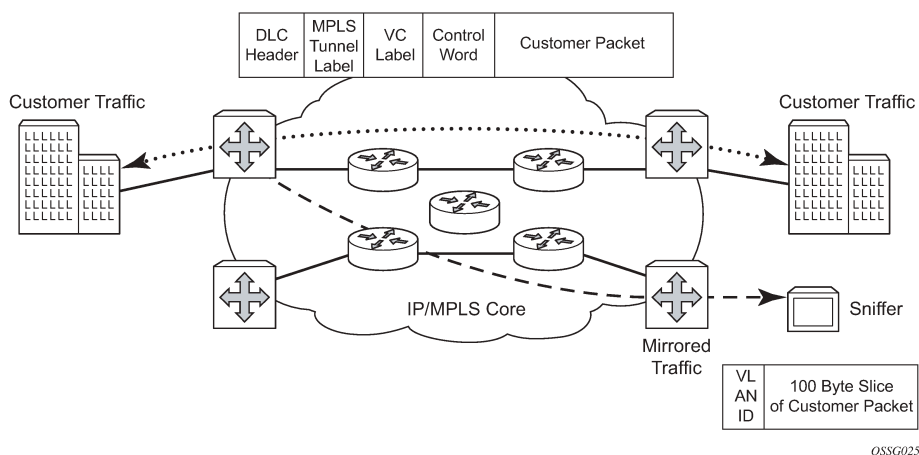 DLC
Header
MPLS
Tunnel
Label
VC
Label
Control
Word
Customer Packet
Customer Traffic
Customer Traffic
IP/MPLS Core
Sniffer
Mirrored
Traffic
VL
AN
ID
100 Byte Slice
of Customer Packet
OSSG025